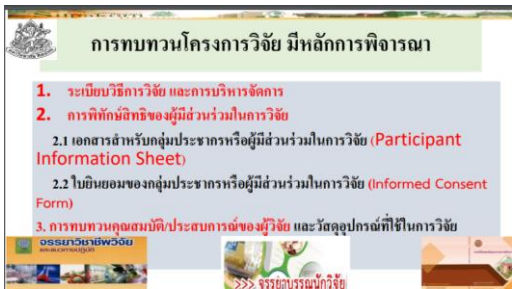 การทบทวนโครงการวิจัย มีหลักการพิจารณา
1. ระเบียบวิธีการวิจัย และการบริหารจัดการ
2. การพิทักษ์สิทธิของผู้มีส่วนร่วมในการวิจัย
2.1 เอกสารสำหรับกลุ่มประชากรหรือผู้มีส่วนร่วมในการวิจัย (Participant
Information Sheet)
2.2 ใบยินยอมของกลุ่มประชากรหรือผู้มีส่วนร่วมในการวิจัย (Informed Consent
Form)
3. การทบทวนคุณสมบัติ/ประสบการณ์ของผู้วิจัย และวัสดุอุปกรณ์ที่ใช้ในการวิจัย
จรรยาวิชาชีพวิจัย
และแนวทางปฏิบัติ
>>> จรรยาบรรณนักวิจัย